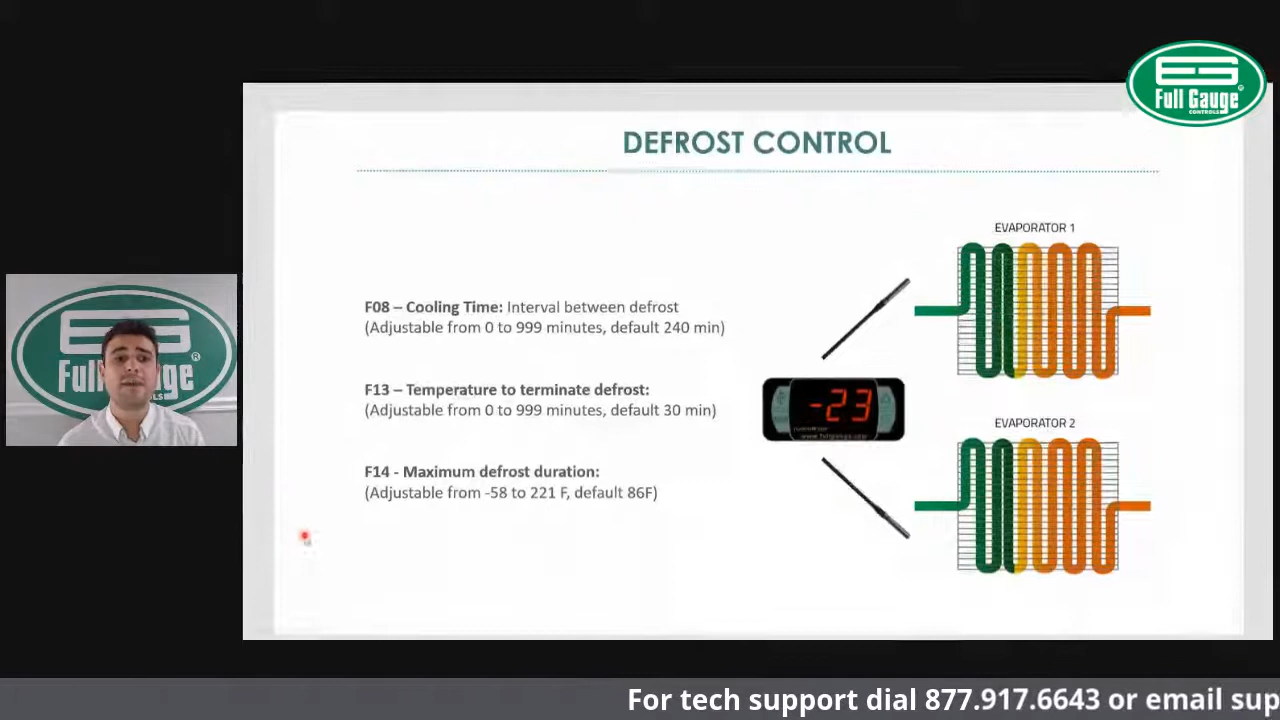 Full Gauge
CONTROLS
DEFROST CONTROL
EVAPORATOR 1
F08 – Cooling Time: Interval between defrost
(Adjustable from 0 to 999 minutes, default 240 min)
F13 – Temperature to terminate defrost:
(Adjustable from 0 to 999 minutes, default 30 min)
-23
EVAPORATOR 2
F14 - Maximum defrost duration:
(Adjustable from -58 to 221 F, default 86F)
For tech support dial 877.917.6643 or email sup